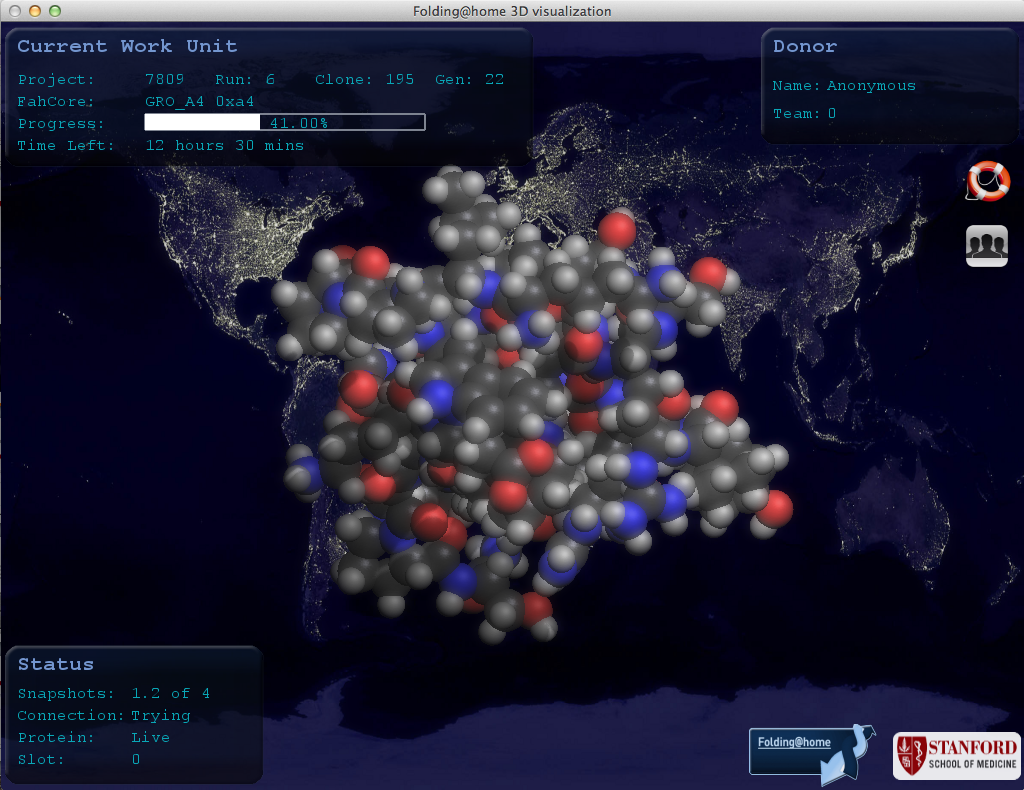 Folding@home 3D visualization
Current Work Unit
Project: 7809 Run: 6 Clone: 195 Gen: 22
FahCore: GRO_A4 0xa4
Progress: 41.00%
Time Left: 12 hours 30 mins
Donor
Name: Anonymous
Team: 0
Status
Snapshots: 1.2 of 4
Connection: Trying
Protein: Live
Slot: 0
Folding@home
STANFORD
SCHOOL OF MEDICINE